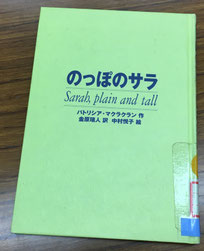 のっぽのサラ
Sarah, plain and tall
パトリシア・マクラクラン 作
金原瑞人 訳 中村悦子 絵